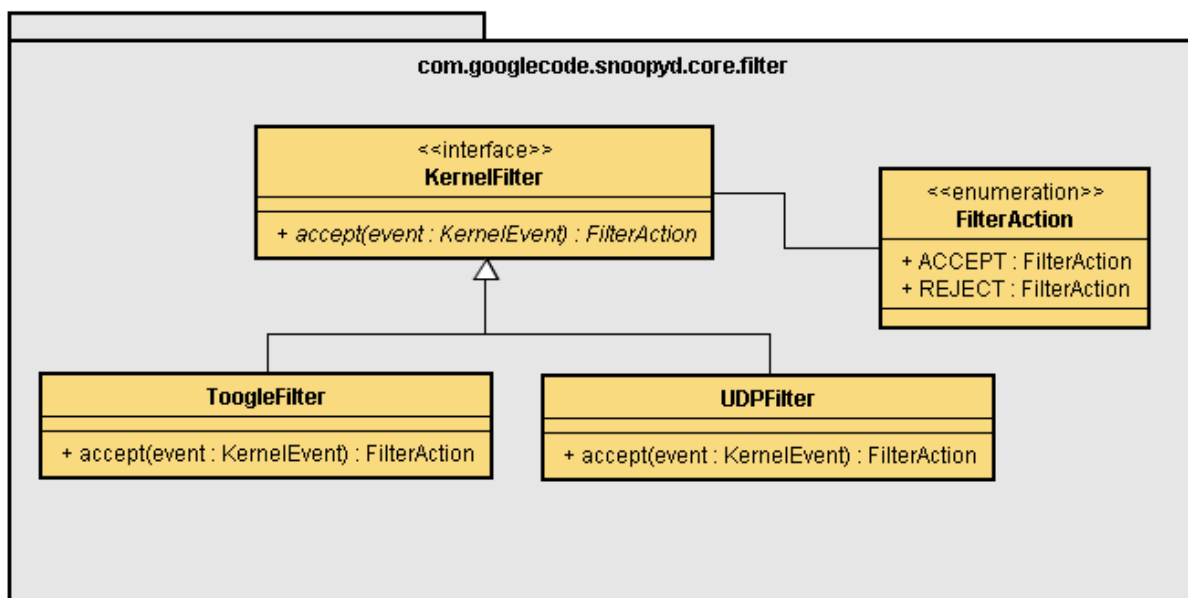 com.googlecode.snoopyd.core.filter
<<interface>>
KernelFilter
+ accept(event : KernelEvent) : FilterAction
<<enumeration>>
FilterAction
+ ACCEPT : FilterAction
+ REJECT : FilterAction
ToogleFilter
+ accept(event : KernelEvent) : FilterAction
UDPFilter
+ accept(event : KernelEvent) : FilterAction